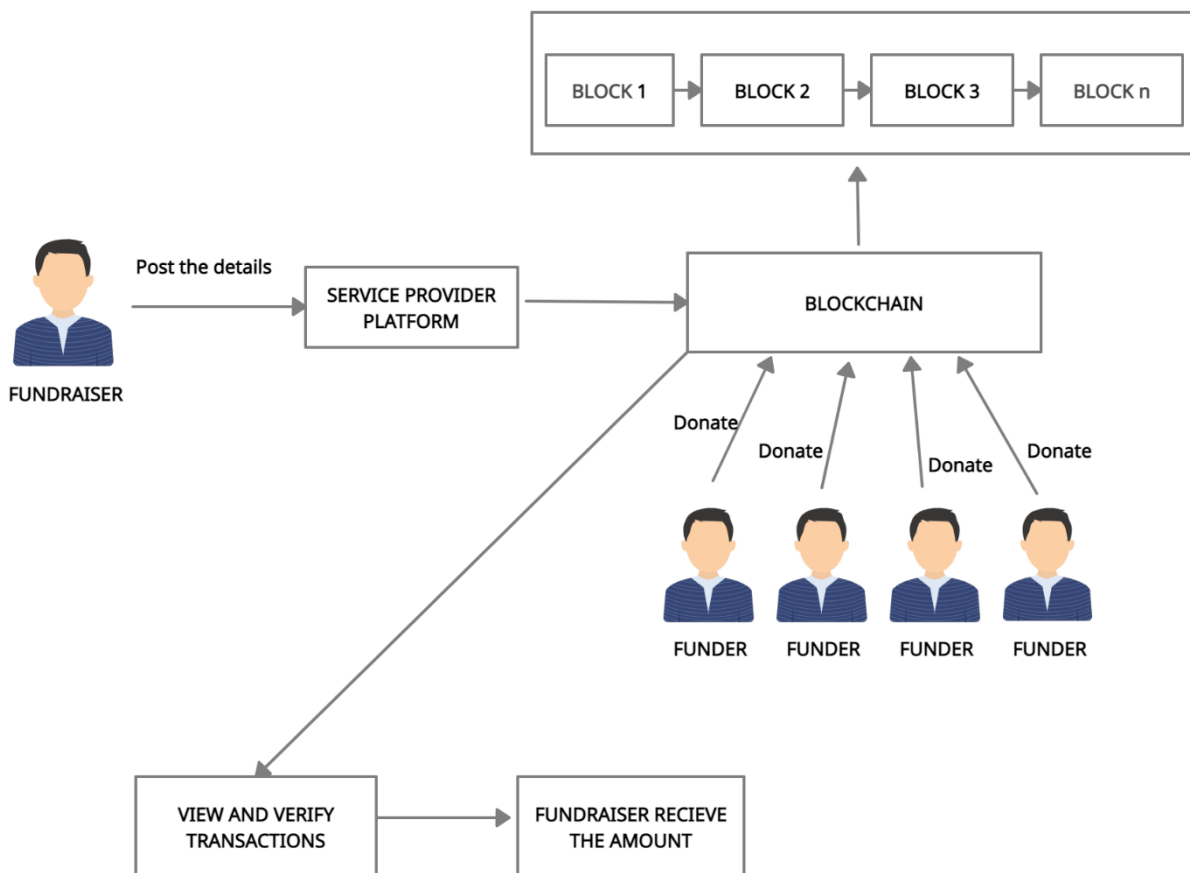 BLOCK 1
BLOCK 2
BLOCK 3
BLOCK n
Post the details
SERVICE PROVIDER
PLATFORM
BLOCKCHAIN
FUNDRAISER
Donate
Donate
Donate
Donate
FUNDER
FUNDER
FUNDER
FUNDER
VIEW AND VERIFY
TRANSACTIONS
FUNDRAISER RECIEVE
THE AMOUNT